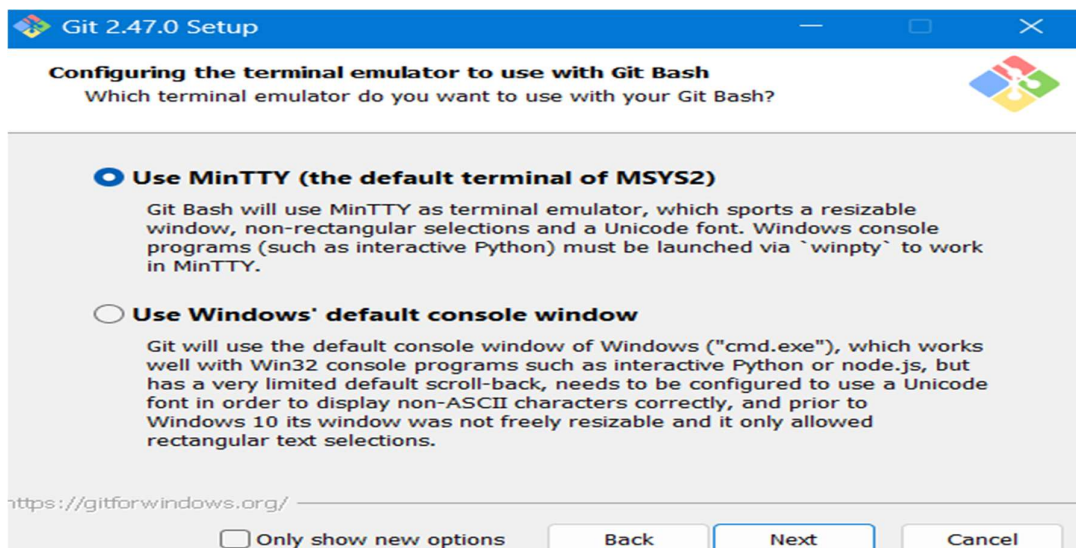 Git 2.47.0 Setup
Configuring the terminal emulator to use with Git Bash
Which terminal emulator do you want to use with your Git Bash?
Use MinTTY (the default terminal of MSYS2)
Git Bash will use MinTTY as terminal emulator, which sports a resizable
window, non-rectangular selections and a Unicode font. Windows console
programs (such as interactive Python) must be launched via `winpty` to work
in MinTTY.
Use Windows' default console window
Git will use the default console window of Windows ("cmd.exe"), which works
well with Win32 console programs such as interactive Python or node.js, but
has a very limited default scroll-back, needs to be configured to use a Unicode
font in order to display non-ASCII characters correctly, and prior to
Windows 10 its window was not freely resizable and it only allowed
rectangular text selections.
https://gitforwindows.org/
Only show new options
Back
Next
Cancel